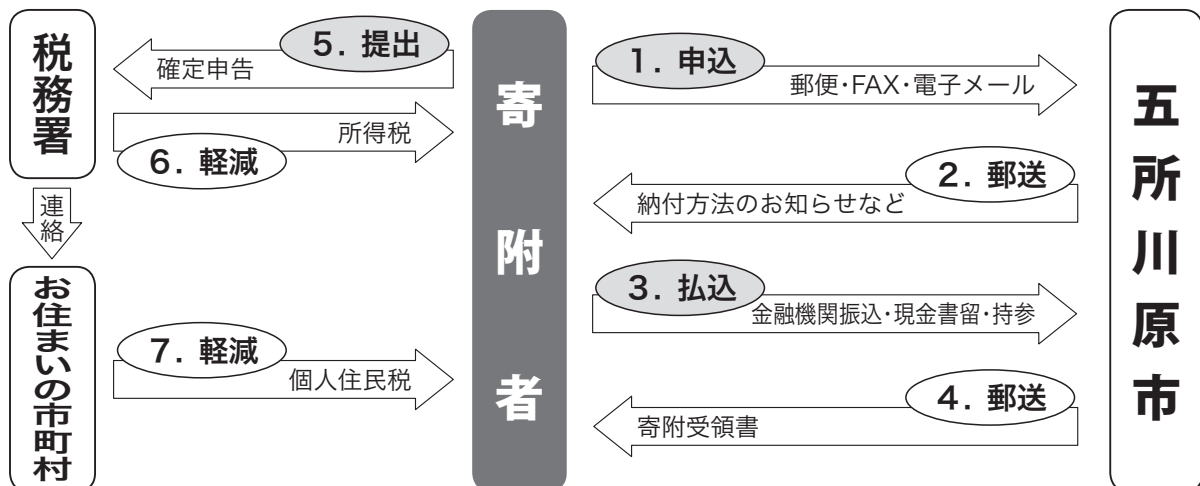 税務署
5. 提出
確定申告
所得税
6. 軽減
連絡
お住まいの市町村
7. 軽減
個人住民税
寄附者
1. 申込
郵便･FAX･電子メール
2. 郵送
納付方法のお知らせなど
3. 払込
金融機関振込･現金書留･持参
4. 郵送
寄附受領書
五所川原市